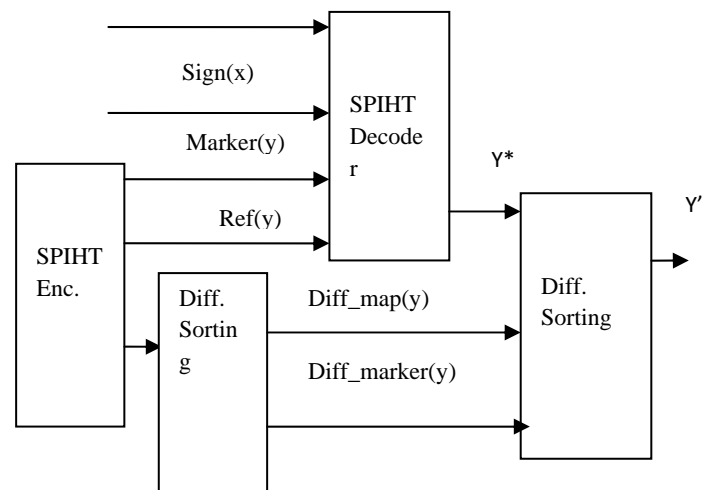 Sign(x)
SPIHT
Decode
r
Marker(y)
Y*
Y’
Ref(y)
SPIHT
Enc.
Diff.
Sortin
g
Diff_map(y)
Diff.
Sorting
Diff_marker(y)